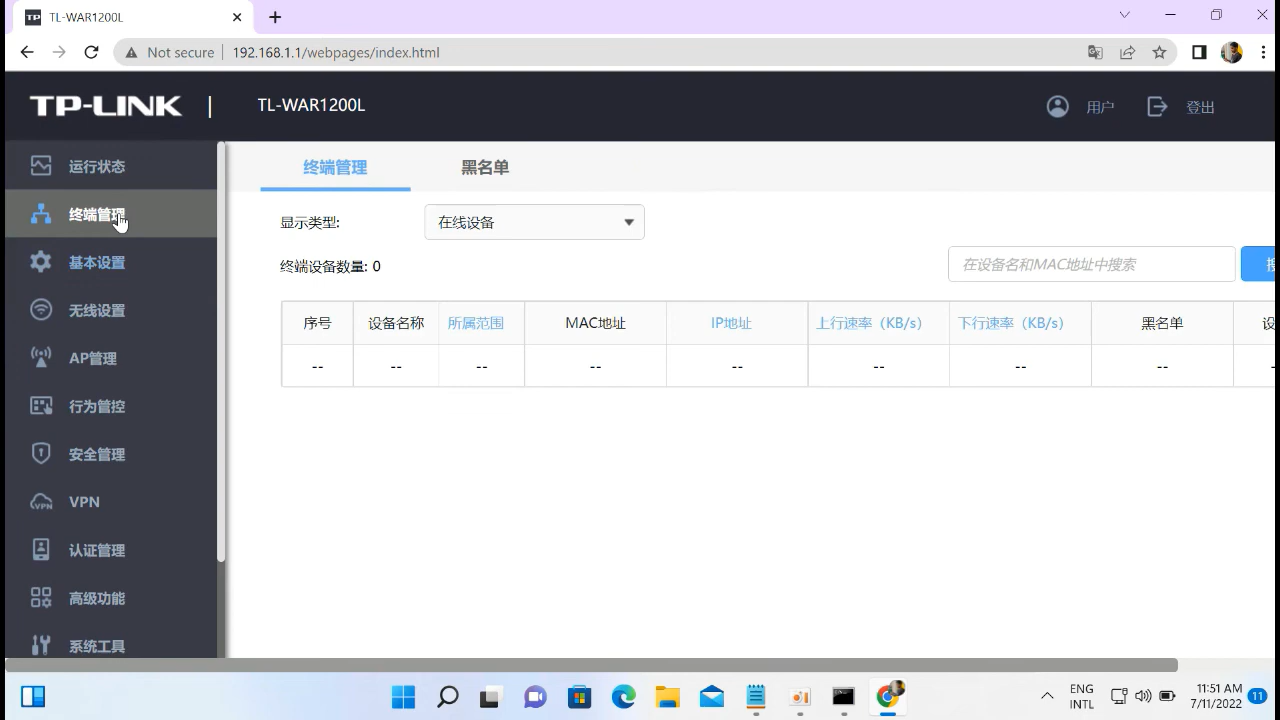 TP TL-WAR1200L
Not secure 192.168.1.1/webpages/index.html
TP-LINK | TL-WAR1200L 用户 登出
运行状态
终端管理
基本设置
无线设置
AP管理
行为管控
安全管理
VPN
认证管理
高级功能
系统工具
终端管理 黑名单
显示类型: 在线设备
终端设备数量: 0 在设备名和MAC地址中搜索
序号 设备名称 所属范围 MAC地址 IP地址 上行速率（KB/s） 下行速率（KB/s） 黑名单 设
-- -- -- -- -- -- -- --
ENG
INTL
11:51 AM
7/11/2022
11